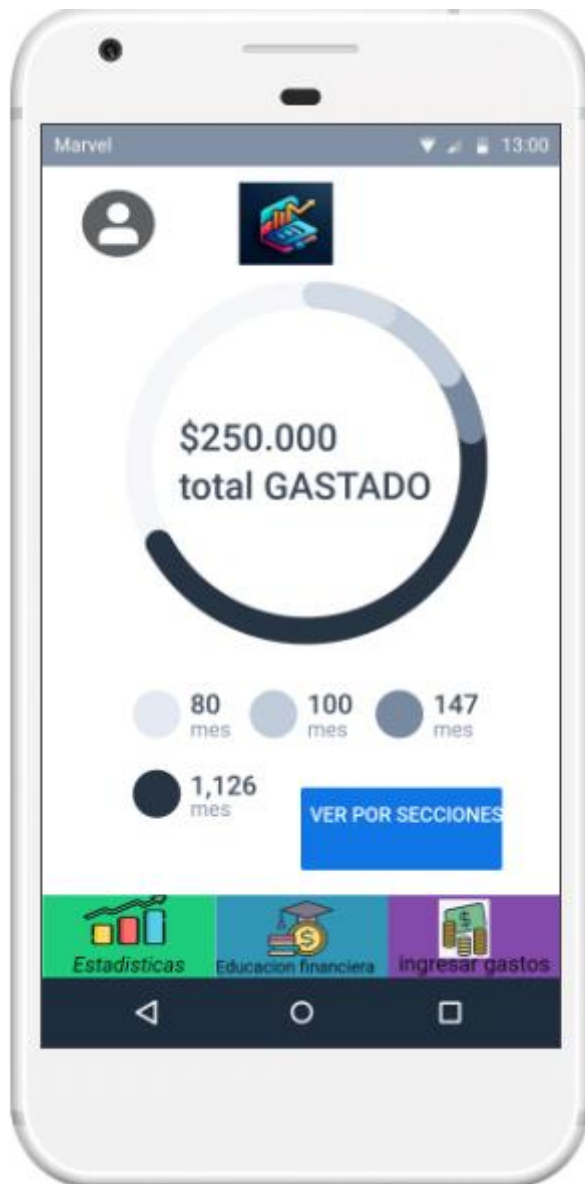 Marvel 13:00
$250.000
total GASTADO
80 100 147
mes mes mes
1,126
mes
VER POR SECCIONES
Estadisticas Educacion financiera ingresar gastos